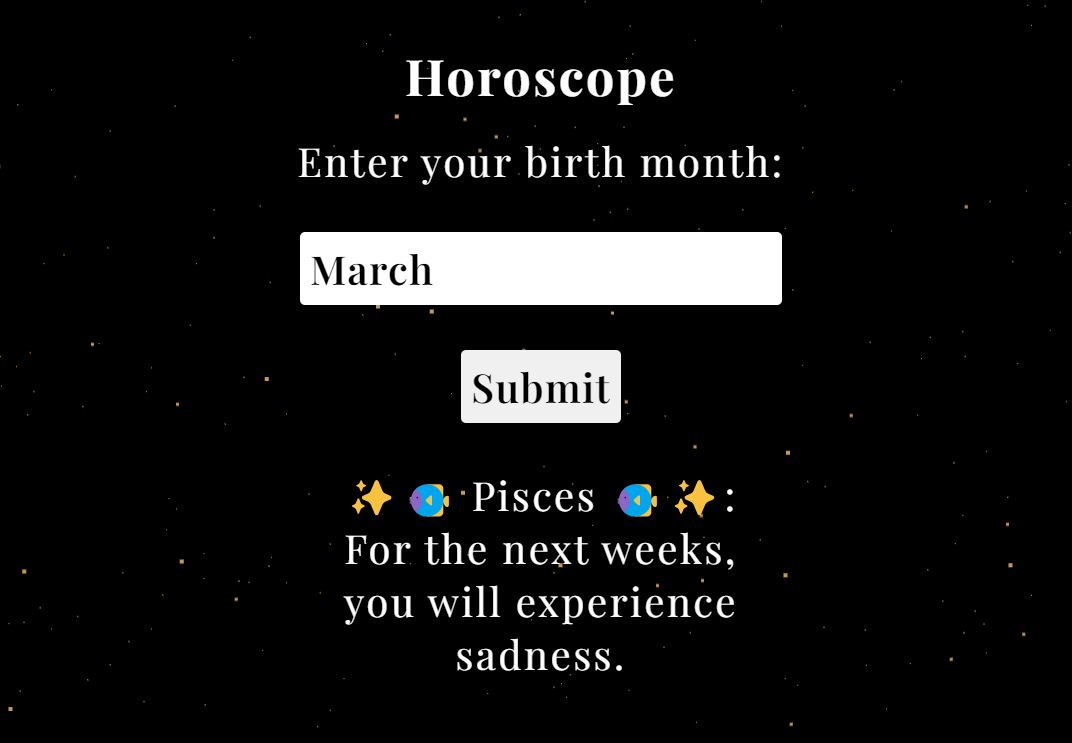 Horoscope
Enter your birth month:
March
Submit
✨ 🐠 Pisces 🐠 ✨:
For the next weeks,
you will experience
sadness.